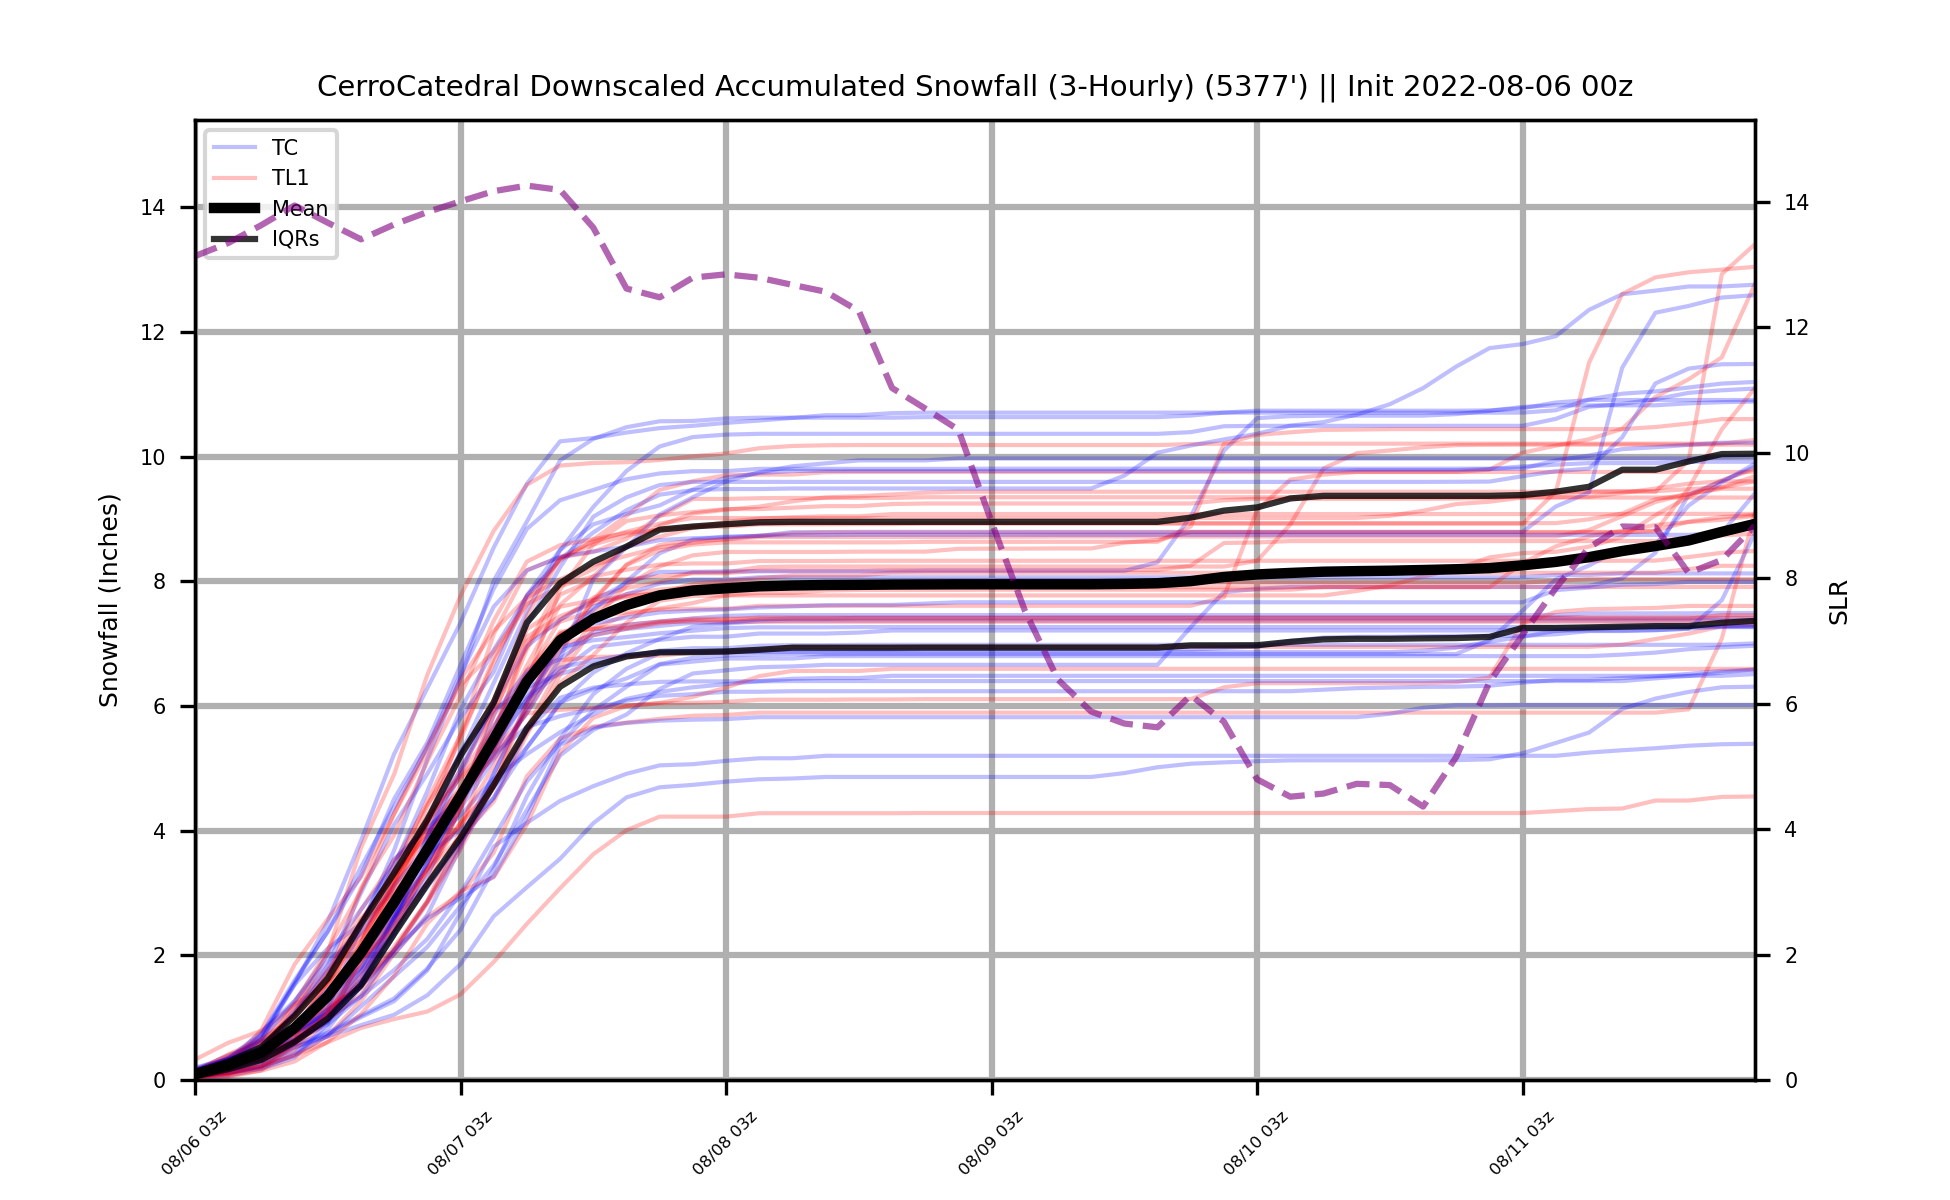 CerroCatedral Downscaled Accumulated Snowfall (3-Hourly) (5377') || Init 2022-08-06 00z
TC
TL1
Mean
IQRs
Snowfall (Inches)
14
12
10
8
6
4
2
0
14
12
10
8
6
4
2
0
SLR
08/06 03z
08/07 03z
08/08 03z
08/09 03z
08/10 03z
08/11 03z